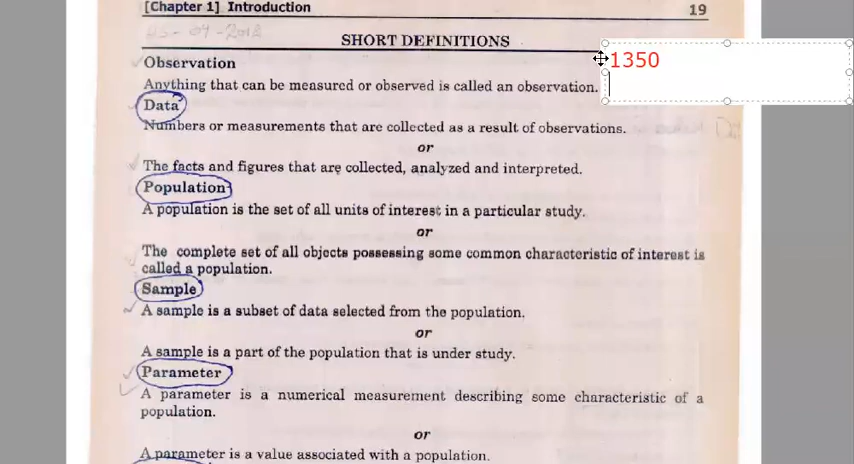 [Chapter 1] Introduction 19
SHORT DEFINITIONS
1350
Observation
Anything that can be measured or observed is called an observation.
Data
Numbers or measurements that are collected as a result of observations.
or
The facts and figures that are collected, analyzed and interpreted.
Population
A population is the set of all units of interest in a particular study.
or
The complete set of all objects possessing some common characteristic of interest is
called a population.
Sample
A sample is a subset of data selected from the population.
or
A sample is a part of the population that is under study.
Parameter
A parameter is a numerical measurement describing some characteristic of a
population.
or
A parameter is a value associated with a population.